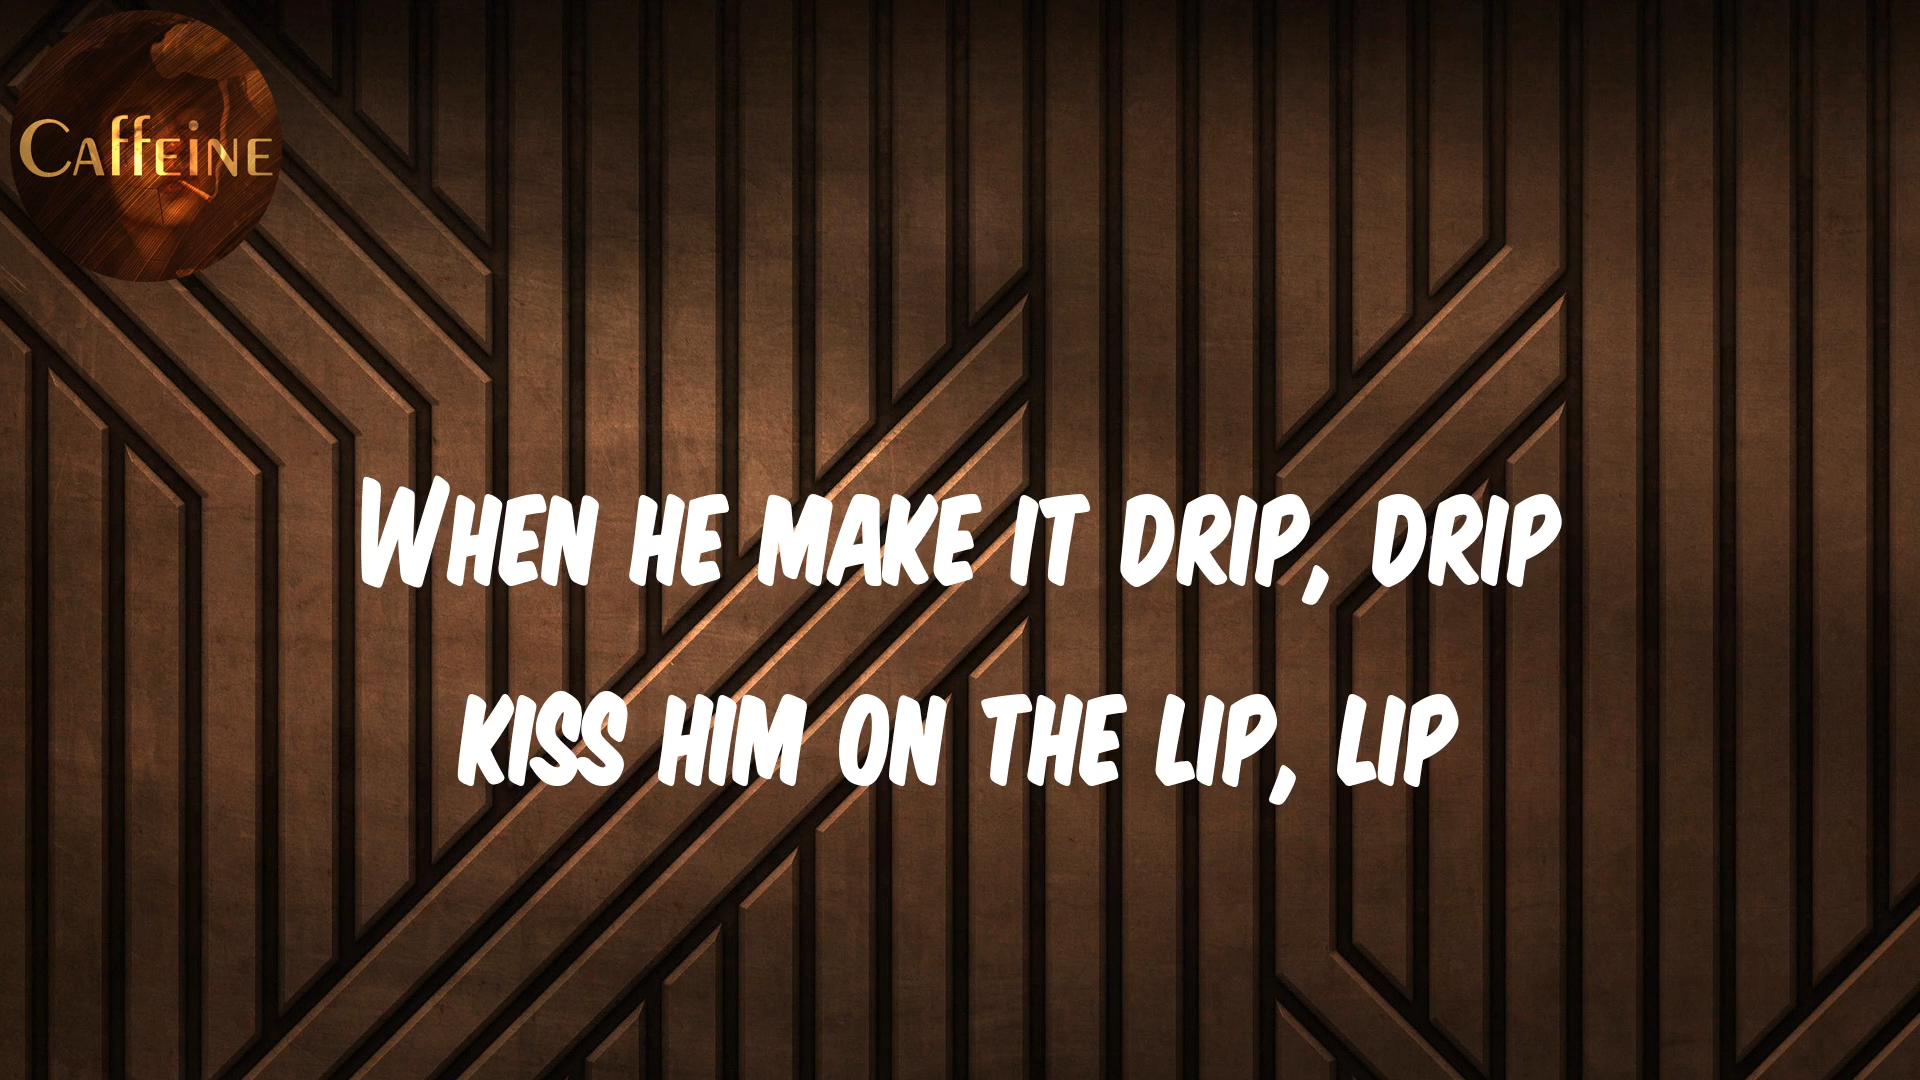 Caffeine
When he make it drip, drip
kiss him on the lip, lip